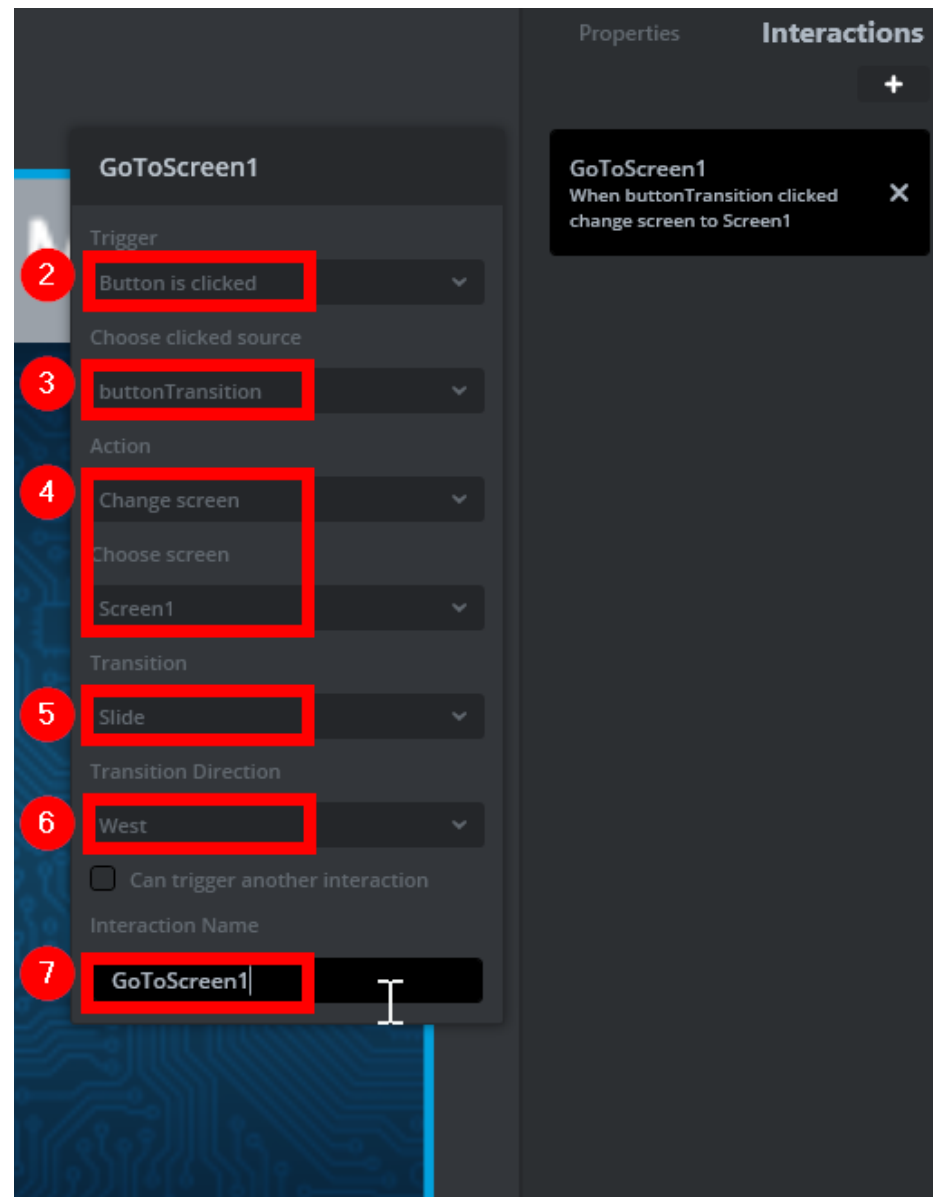 Properties Interactions
+
GoToScreen1
When buttonTransition clicked
change screen to Screen1
GoToScreen1
Trigger
2 Button is clicked
Choose clicked source
3 buttonTransition
Action
4 Change screen
Choose screen
Screen1
Transition
5 Slide
Transition Direction
6 West
Can trigger another interaction
Interaction Name
7 GoToScreen1